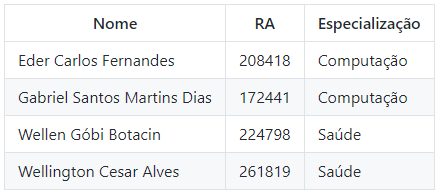 Nome RA Especialização
Eder Carlos Fernandes 208418 Computação
Gabriel Santos Martins Dias 172441 Computação
Wellen Góbi Botacin 224798 Saúde
Wellington Cesar Alves 261819 Saúde